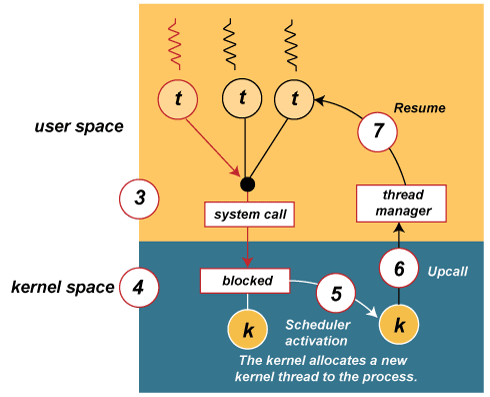 t
t
t
Resume
7
user space
3
thread
manager
system call
kernel space
4
blocked
5
6
Upcall
k
Scheduler
activation
k
The kernel allocates a new
kernel thread to the process.